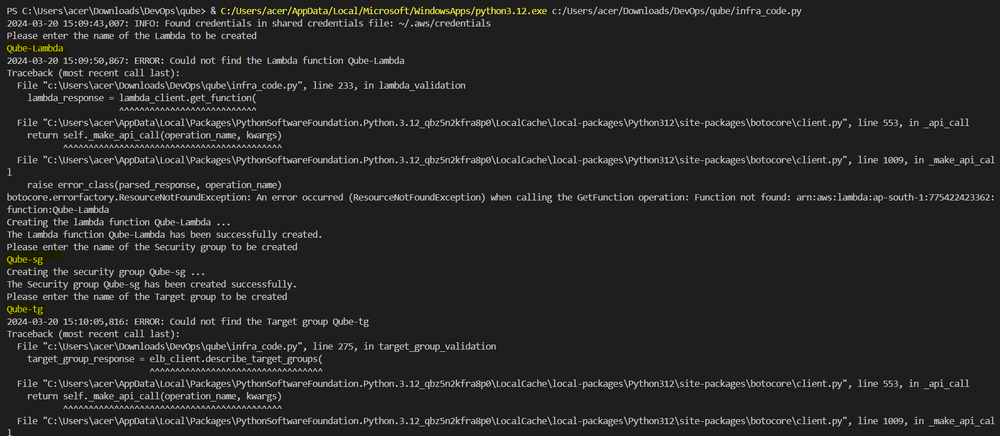 PS C:\Users\acer\Downloads\DevOps\qube> & C:/Users/acer/AppData/Local/Microsoft/WindowsApps/python3.12.exe c:/Users/acer/Downloads/DevOps/qube/infra_code.py
2024-03-20 15:09:43,007: INFO: Found credentials in shared credentials file: ~/.aws/credentials
Please enter the name of the Lambda to be created
Qube-Lambda
2024-03-20 15:09:50,867: ERROR: Could not find the Lambda function Qube-Lambda
Traceback (most recent call last):
  File "c:\Users\acer\Downloads\DevOps\qube\infra_code.py", line 233, in lambda_validation
    lambda_response = lambda_client.get_function(
                      ^^^^^^^^^^^^^^^^^^^^^^^^^^^
  File "C:\Users\acer\AppData\Local\Packages\PythonSoftwareFoundation.Python.3.12_qbz5n2kfra8p0\LocalCache\local-packages\Python312\site-packages\botocore\client.py", line 553, in _api_call
    return self._make_api_call(operation_name, kwargs)
           ^^^^^^^^^^^^^^^^^^^^^^^^^^^^^^^^^^^^^^^^^^^
  File "C:\Users\acer\AppData\Local\Packages\PythonSoftwareFoundation.Python.3.12_qbz5n2kfra8p0\LocalCache\local-packages\Python312\site-packages\botocore\client.py", line 1009, in _make_api_cal
l
    raise error_class(parsed_response, operation_name)
botocore.errorfactory.ResourceNotFoundException: An error occurred (ResourceNotFoundException) when calling the GetFunction operation: Function not found: arn:aws:lambda:ap-south-1:775422423362:
function:Qube-Lambda
Creating the lambda function Qube-Lambda ...
The Lambda function Qube-Lambda has been successfully created.
Please enter the name of the Security group to be created
Qube-sg
Creating the security group Qube-sg ...
The Security group Qube-sg has been created successfully.
Please enter the name of the Target group to be created
Qube-tg
2024-03-20 15:10:05,816: ERROR: Could not find the Target group Qube-tg
Traceback (most recent call last):
  File "c:\Users\acer\Downloads\DevOps\qube\infra_code.py", line 275, in target_group_validation
    target_group_response = elb_client.describe_target_groups(
                            ^^^^^^^^^^^^^^^^^^^^^^^^^^^^^^^^^^
  File "C:\Users\acer\AppData\Local\Packages\PythonSoftwareFoundation.Python.3.12_qbz5n2kfra8p0\LocalCache\local-packages\Python312\site-packages\botocore\client.py", line 553, in _api_call
    return self._make_api_call(operation_name, kwargs)
           ^^^^^^^^^^^^^^^^^^^^^^^^^^^^^^^^^^^^^^^^^^^
  File "C:\Users\acer\AppData\Local\Packages\PythonSoftwareFoundation.Python.3.12_qbz5n2kfra8p0\LocalCache\local-packages\Python312\site-packages\botocore\client.py", line 1009, in _make_api_cal
l